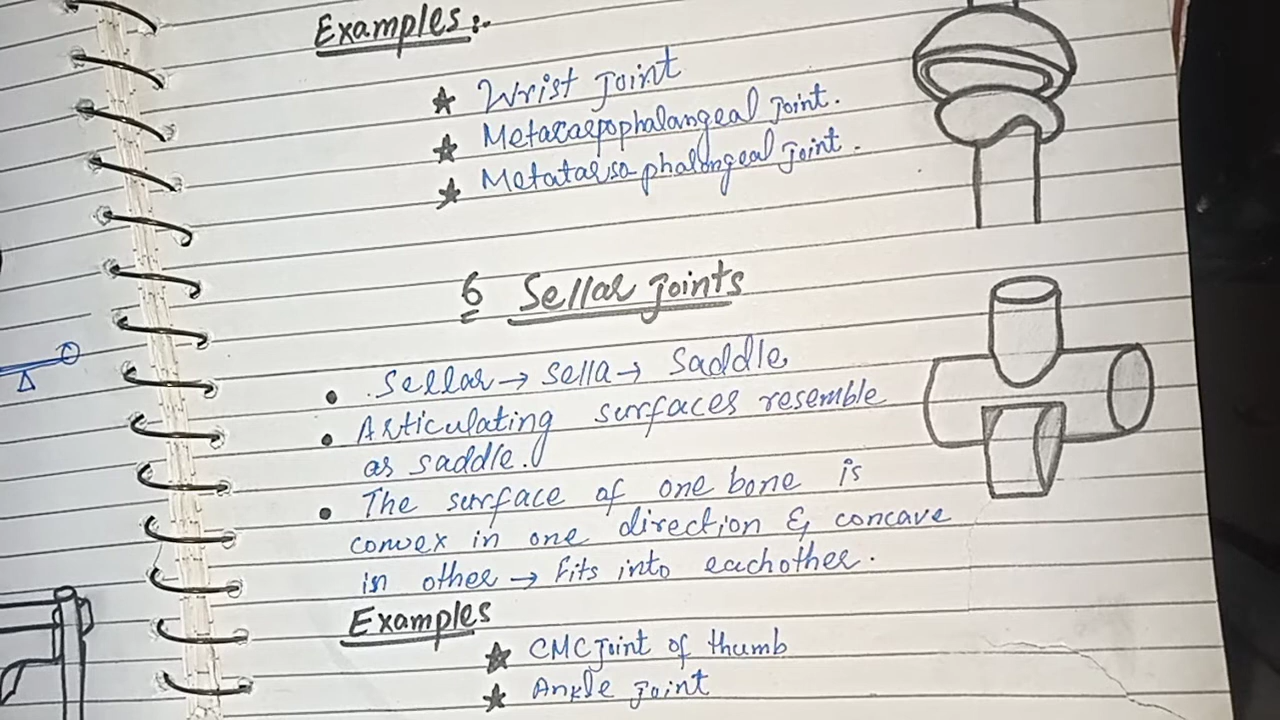 Examples:-
★ Wrist joint
★ Metacarpophalangeal joint.
★ Metatarsophalangeal joint.
6 Sellar joints
• Sellar → sella → saddle
• Articulating surfaces resemble
as saddle.
• The surface of one bone is
convex in one direction & concave
in other → fits into eachother.
Examples
★ CMC joint of thumb
★ Ankle joint